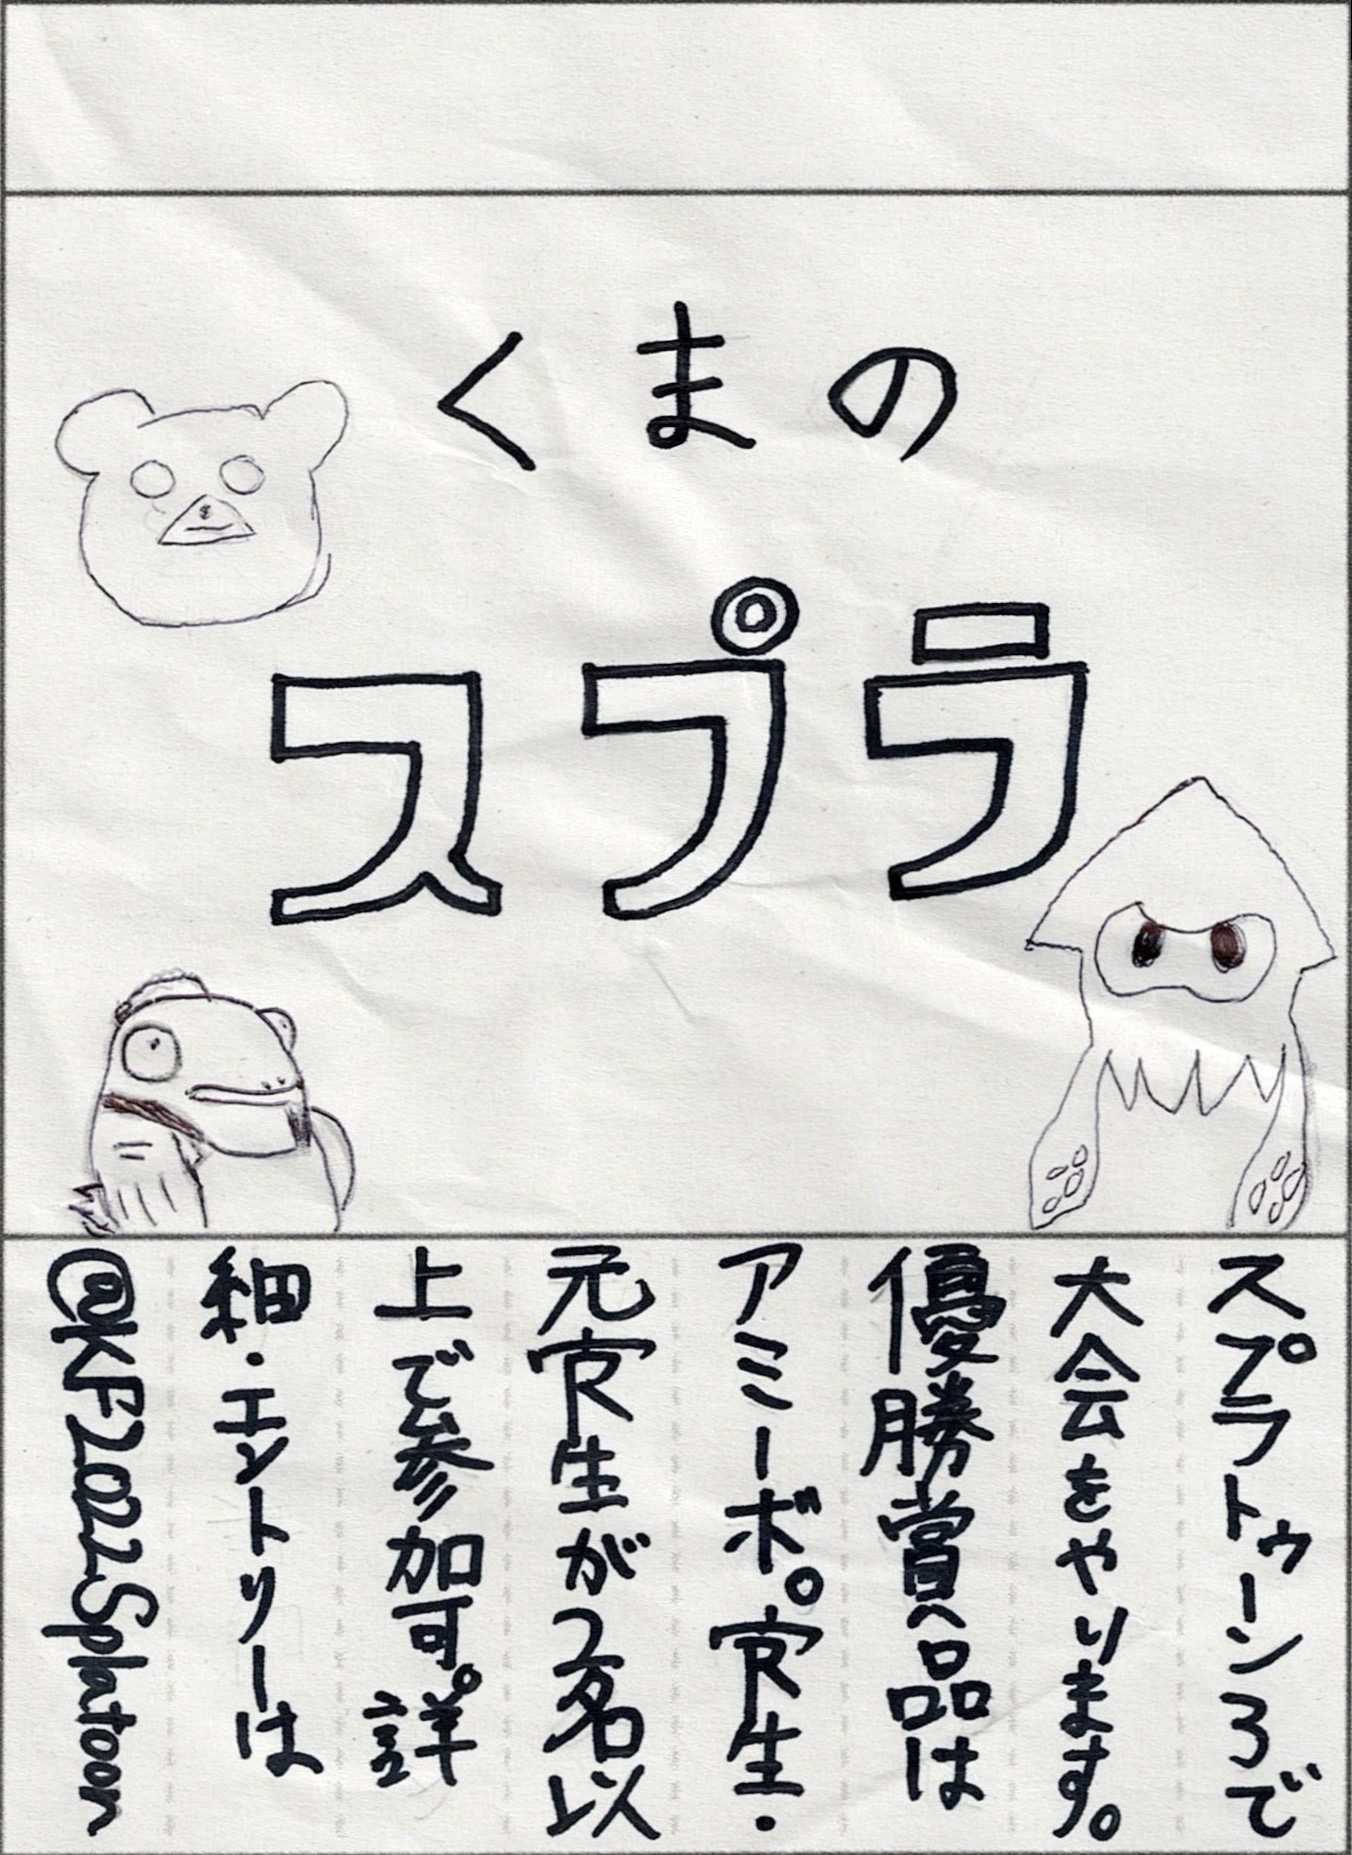 くまの
スプラ
スプラトゥーン3で
大会をやります。
優勝賞品は
アミーボ。寮生・
元寮生が2名以
上で参加可。詳
細・エントリーは
@KF2022Splatoon